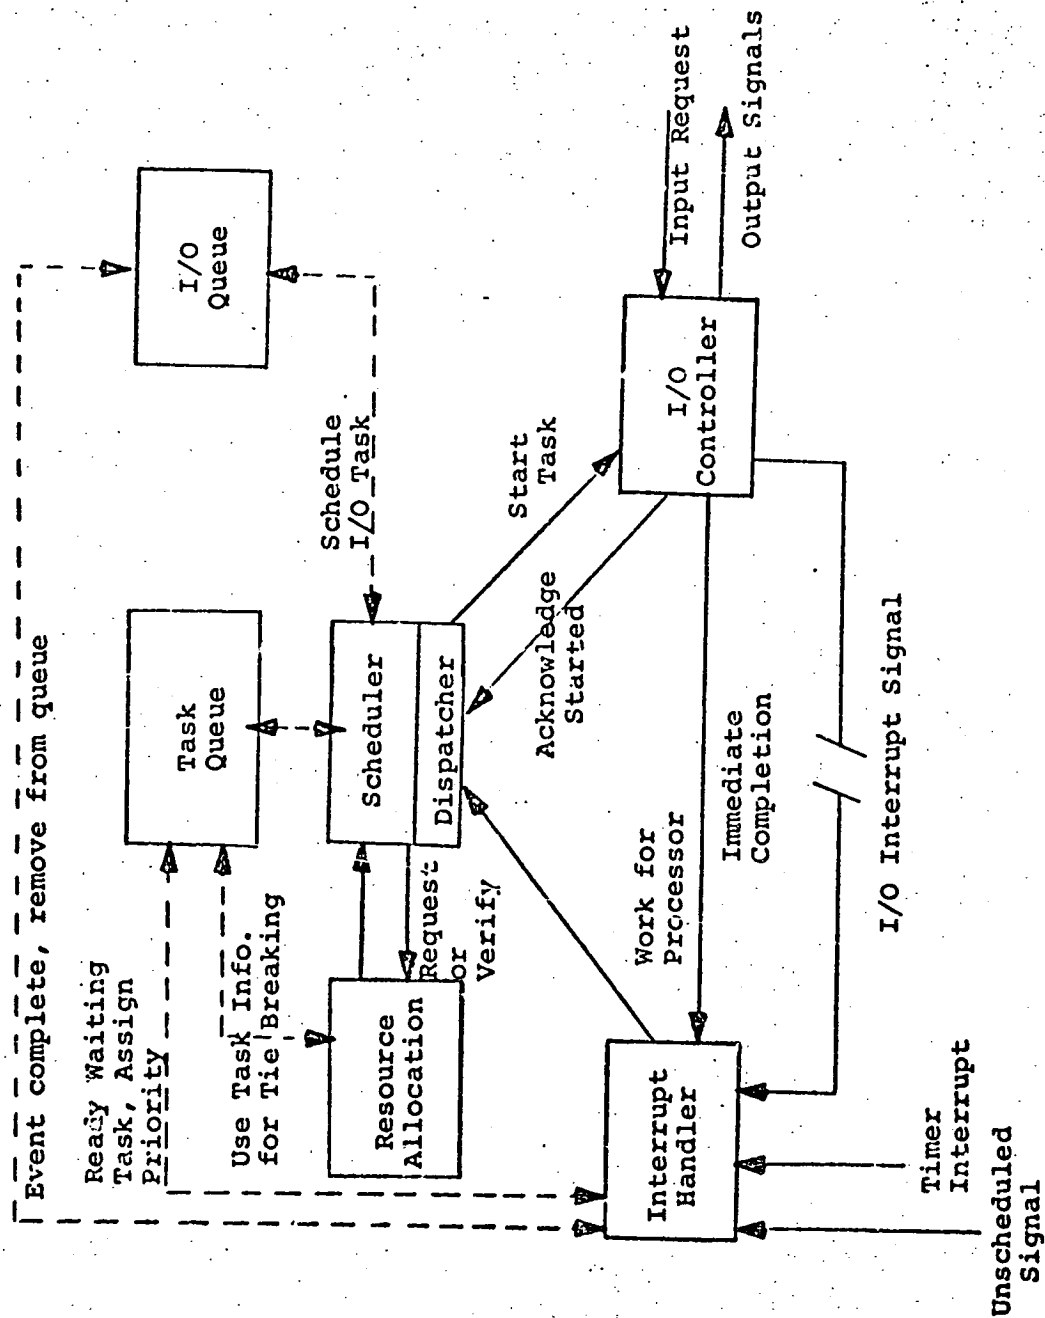 Event complete, remove from queue
Ready Waiting
Task, Assign
Priority
Use Task Info.
for Tie Breaking
Task
Queue
I/O
Queue
Schedule
I/O Task
Resource
Allocation
Request
or
Verify
Scheduler
Dispatcher
Start
Task
Acknowledge
Started
Work for
Processor
Immediate
Completion
Interrupt
Handler
I/O
Controller
Input Request
Output Signals
I/O Interrupt Signal
Timer
Interrupt
Unscheduled
Signal